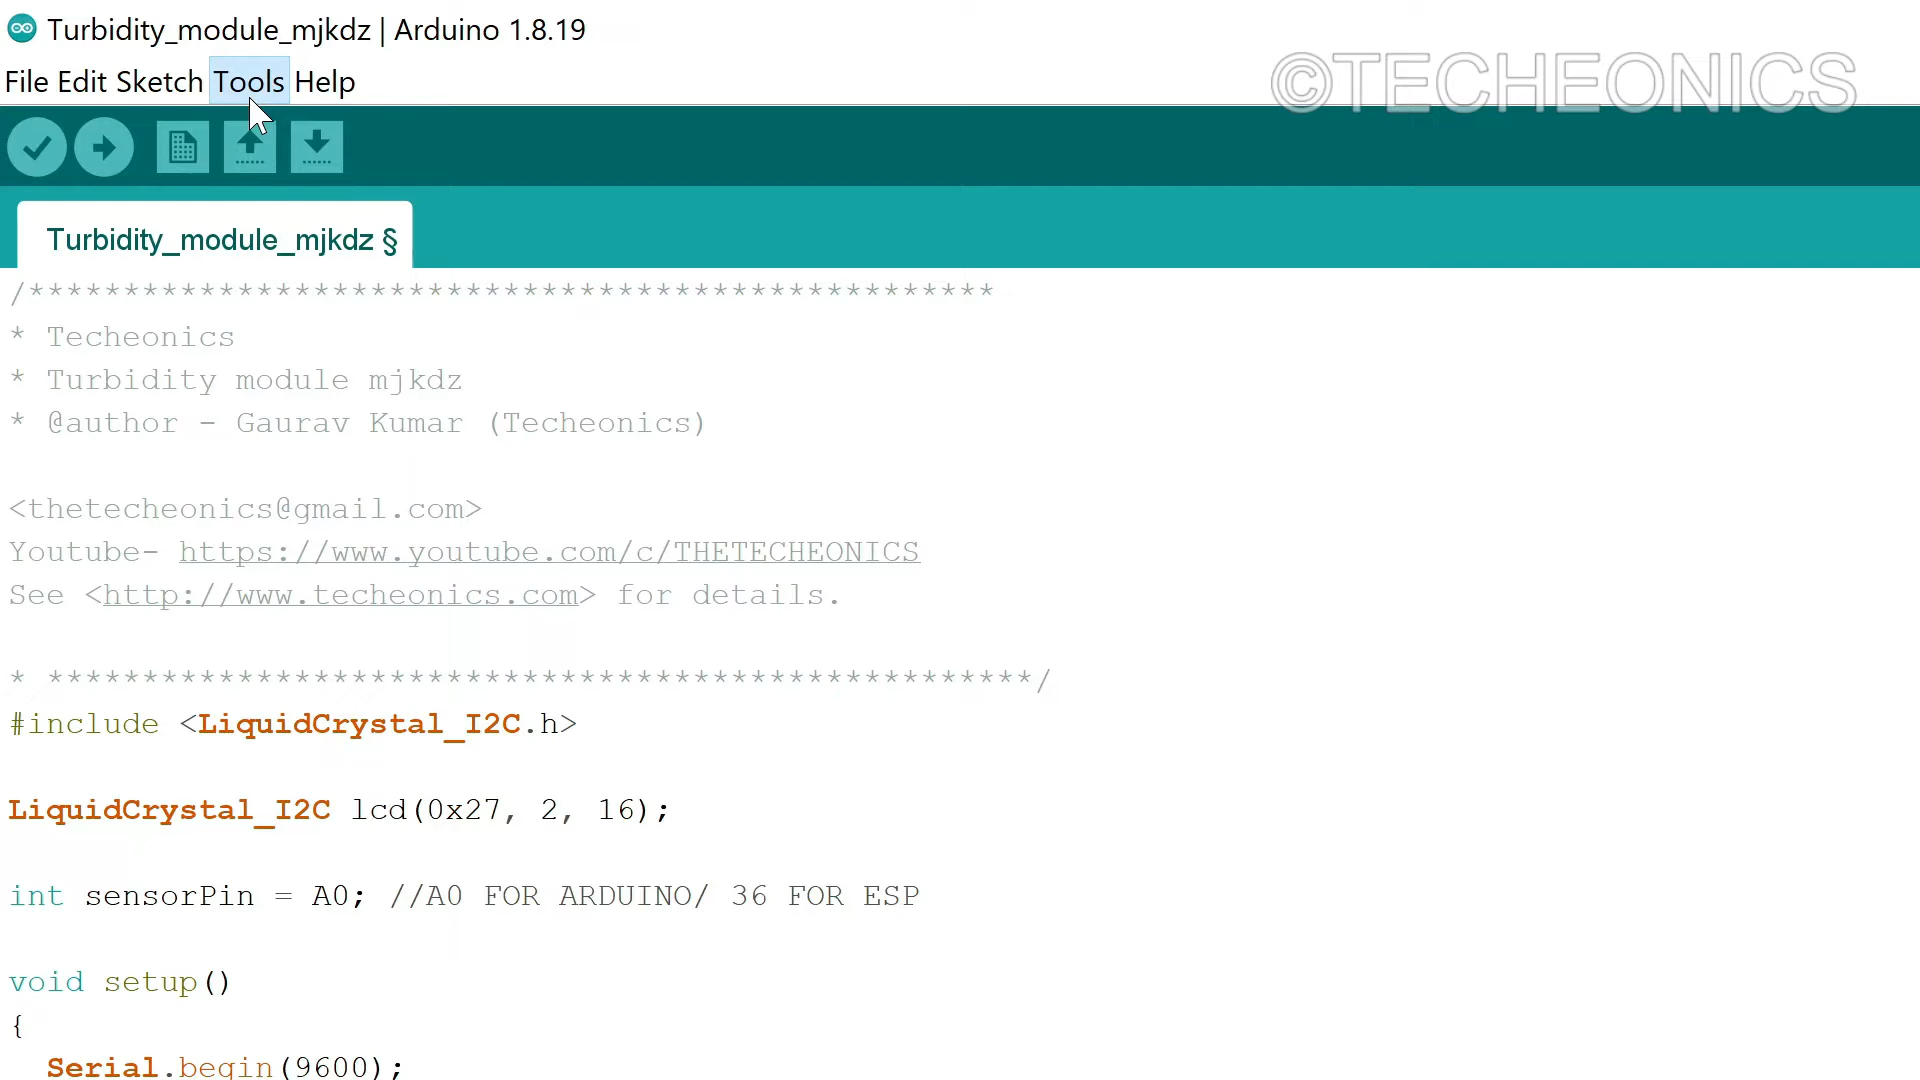 Turbidity_module_mjkdz | Arduino 1.8.19
©TECHEONICS
File Edit Sketch Tools Help
Turbidity_module_mjkdz §
/***************************************************
* Techeonics
* Turbidity module mjkdz
* @author - Gaurav Kumar (Techeonics)
<thetecheonics@gmail.com>
Youtube- https://www.youtube.com/c/THETECHEONICS
See <http://www.techeonics.com> for details.
* ****************************************************/
#include <LiquidCrystal_I2C.h>
LiquidCrystal_I2C lcd(0x27, 2, 16);
int sensorPin = A0; //A0 FOR ARDUINO/ 36 FOR ESP
void setup()
{
Serial.begin(9600);